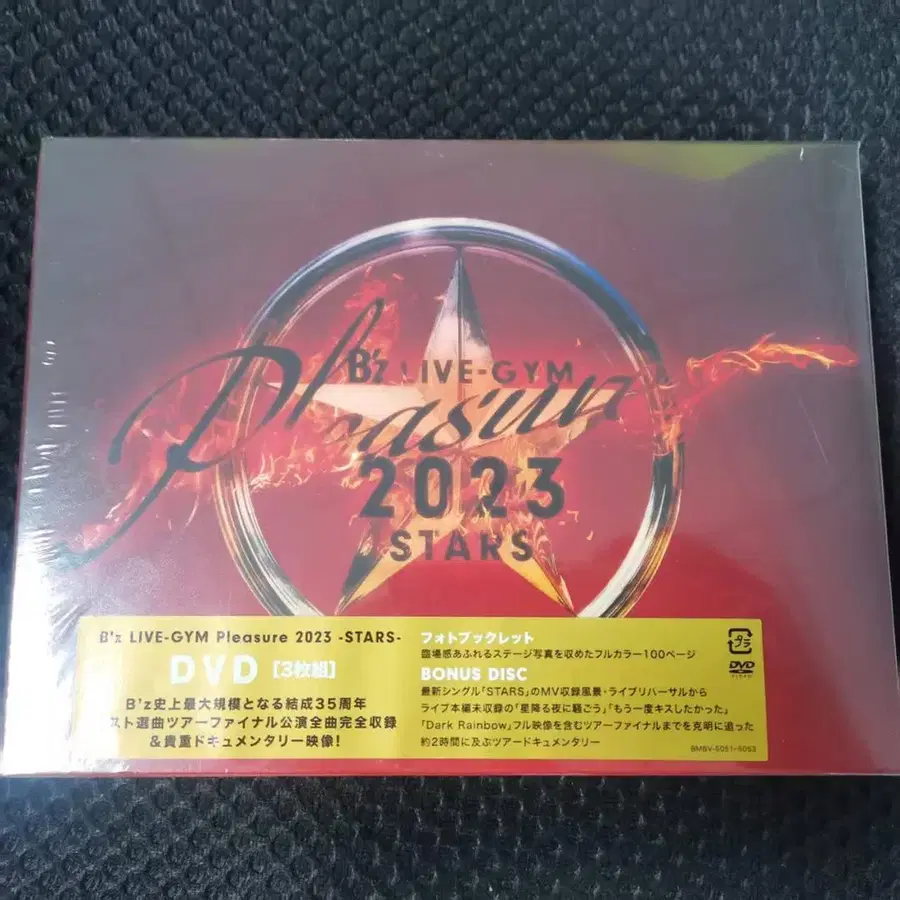 B'z LIVE-GYM
Pleasure
2023
STARS
B'z LIVE-GYM Pleasure 2023 -STARS-
DVD [3枚組]
B'z史上最大規模となる結成35周年
スト選曲ツアーファイナル公演全曲完全収録
&貴重ドキュメンタリー映像!
フォトブックレット
臨場感あふれるステージ写真を収めたフルカラー100ページ
BONUS DISC
最新シングル「STARS」のMV収録風景・ライブリハーサルから
ライブ本編未収録の「星降る夜に騒ごう」「もう一度キスしたかった」
「Dark Rainbow」フル映像を含むツアーファイナルまでを克明に追った
約2時間に及ぶツアードキュメンタリー
プラ
DVD
BMBV-5051~5053